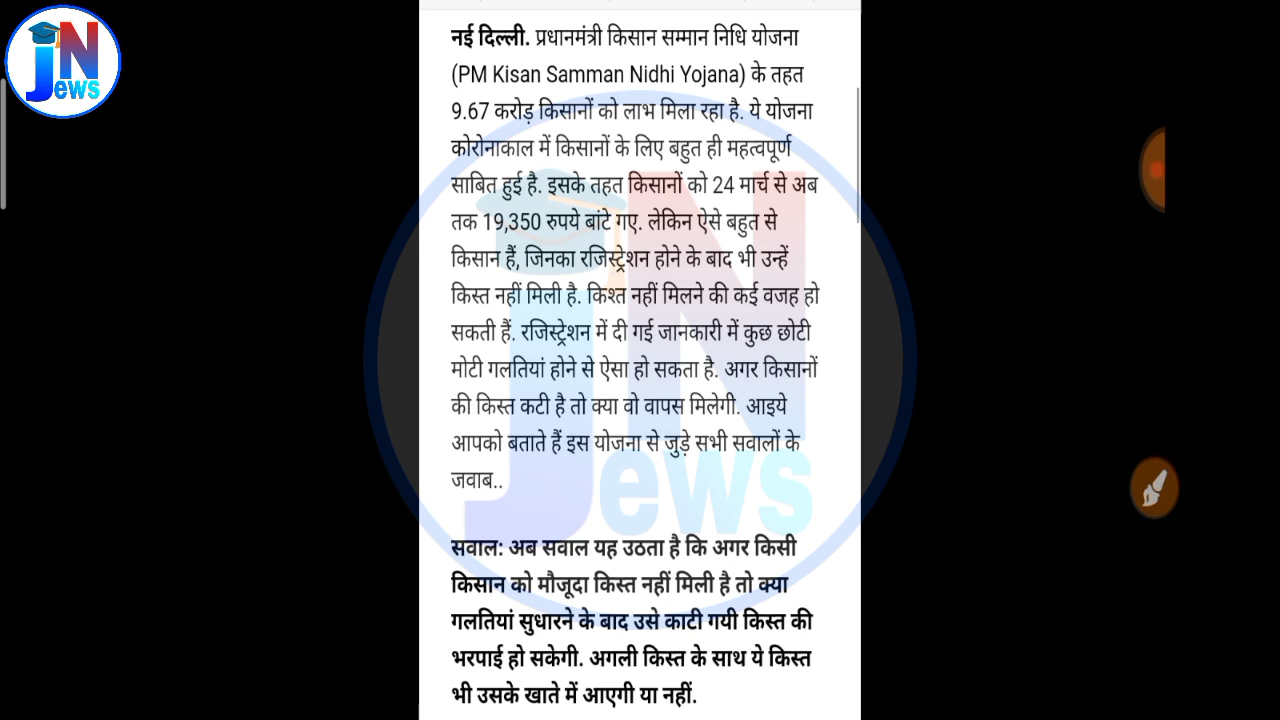 JN
ews
नई दिल्ली. प्रधानमंत्री किसान सम्मान निधि योजना
(PM Kisan Samman Nidhi Yojana) के तहत
9.67 करोड़ किसानों को लाभ मिला रहा है. ये योजना
कोरोनाकाल में किसानों के लिए बहुत ही महत्वपूर्ण
साबित हुई है. इसके तहत किसानों को 24 मार्च से अब
तक 19,350 रुपये बांटे गए. लेकिन ऐसे बहुत से
किसान हैं, जिनका रजिस्ट्रेशन होने के बाद भी उन्हें
किस्त नहीं मिली है. किश्त नहीं मिलने की कई वजह हो
सकती हैं. रजिस्ट्रेशन में दी गई जानकारी में कुछ छोटी
मोटी गलतियां होने से ऐसा हो सकता है. अगर किसानों
की किस्त कटी है तो क्या वो वापस मिलेगी. आइये
आपको बताते हैं इस योजना से जुड़े सभी सवालों के
जवाब..
सवाल: अब सवाल यह उठता है कि अगर किसी
किसान को मौजूदा किस्त नहीं मिली है तो क्या
गलतियां सुधारने के बाद उसे काटी गयी किस्त की
भरपाई हो सकेगी. अगली किस्त के साथ ये किस्त
भी उसके खाते में आएगी या नहीं.
JN
ews